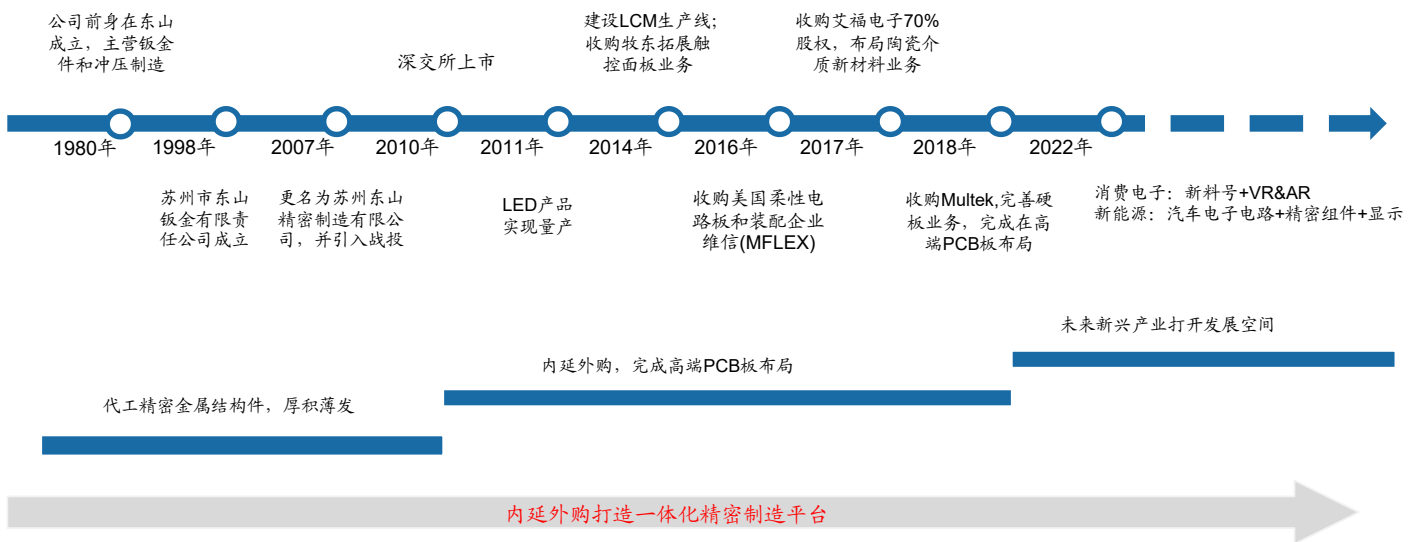 公司前身在东山
成立，主营钣金
件和冲压制造
深交所上市
建设LCM生产线；
收购牧东拓展触
控面板业务
收购艾福电子70%
股权，布局陶瓷介
质新材料业务
1980年
1998年
2007年
2010年
2011年
2014年
2016年
2017年
2018年
2022年
苏州市东山
钣金有限责
任公司成立
更名为苏州东山
精密制造有限公
司，并引入战投
LED产品
实现量产
收购美国柔性电
路板和装配企业
维信(MFLEX)
收购Multek,完善硬
板业务，完成在高
端PCB板布局
消费电子：新料号+VR&AR
新能源：汽车电子电路+精密组件+显示
未来新兴产业打开发展空间
内延外购，完成高端PCB板布局
代工精密金属结构件，厚积薄发
内延外购打造一体化精密制造平台